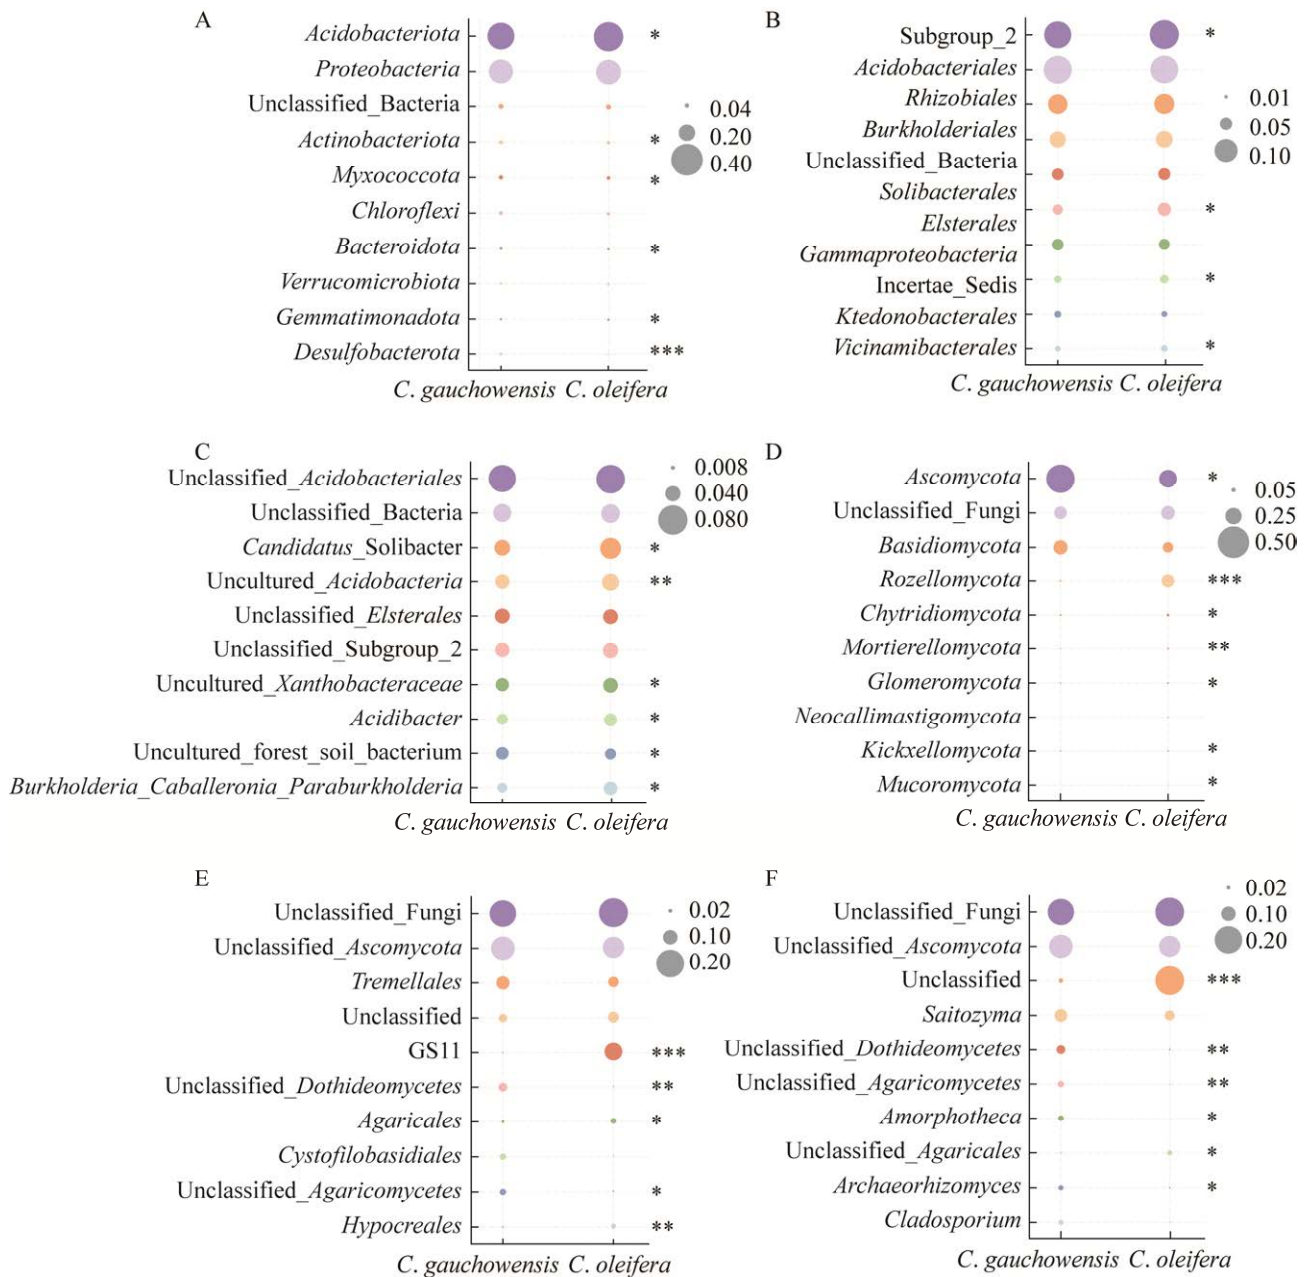 A
Acidobacteriota *
Proteobacteria
Unclassified_Bacteria
Actinobacteriota *
Myxococcota *
Chloroflexi
Bacteroidota *
Verrucomicrobiota
Gemmatimonadota *
Desulfobacterota ***
0.04
0.20
0.40
C. gauchowensis C. oleifera
B
Subgroup_2 *
Acidobacteriales
Rhizobiales
Burkholderiales
Unclassified_Bacteria
Solibacterales
*
Elsterales
Gammaproteobacteria
Incertae_Sedis *
Ktedonobacterales
Vicinamibacterales *
0.01
0.05
0.10
C. gauchowensis C. oleifera
C
Unclassified_Acidobacteriales
Unclassified_Bacteria
Candidatus_Solibacter *
Uncultured_Acidobacteria **
Unclassified_Elsterales
Unclassified_Subgroup_2
Uncultured_Xanthobacteraceae *
Acidibacter *
Uncultured_forest_soil_bacterium *
Burkholderia_Caballeronia_Paraburkholderia *
0.008
0.040
0.080
C. gauchowensis C. oleifera
D
Ascomycota *
Unclassified_Fungi
Basidiomycota
Rozellomycota ***
Chytridiomycota *
Mortierellomycota **
Glomeromycota *
Neocallimastigomycota
Kickxellomycota *
Mucoromycota *
0.05
0.25
0.50
C. gauchowensis C. oleifera
E
Unclassified_Fungi
Unclassified_Ascomycota
Tremellales
Unclassified
GS11 ***
Unclassified_Dothideomycetes **
Agaricales *
Cystofilobasidiales
Unclassified_Agaricomycetes *
Hypocreales **
0.02
0.10
0.20
C. gauchowensis C. oleifera
F
Unclassified_Fungi
Unclassified_Ascomycota
Unclassified ***
Saitozyma
Unclassified_Dothideomycetes **
Unclassified_Agaricomycetes **
Amorphotheca *
Unclassified_Agaricales *
Archaeorhizomyces *
Cladosporium
0.02
0.10
0.20
C. gauchowensis C. oleifera